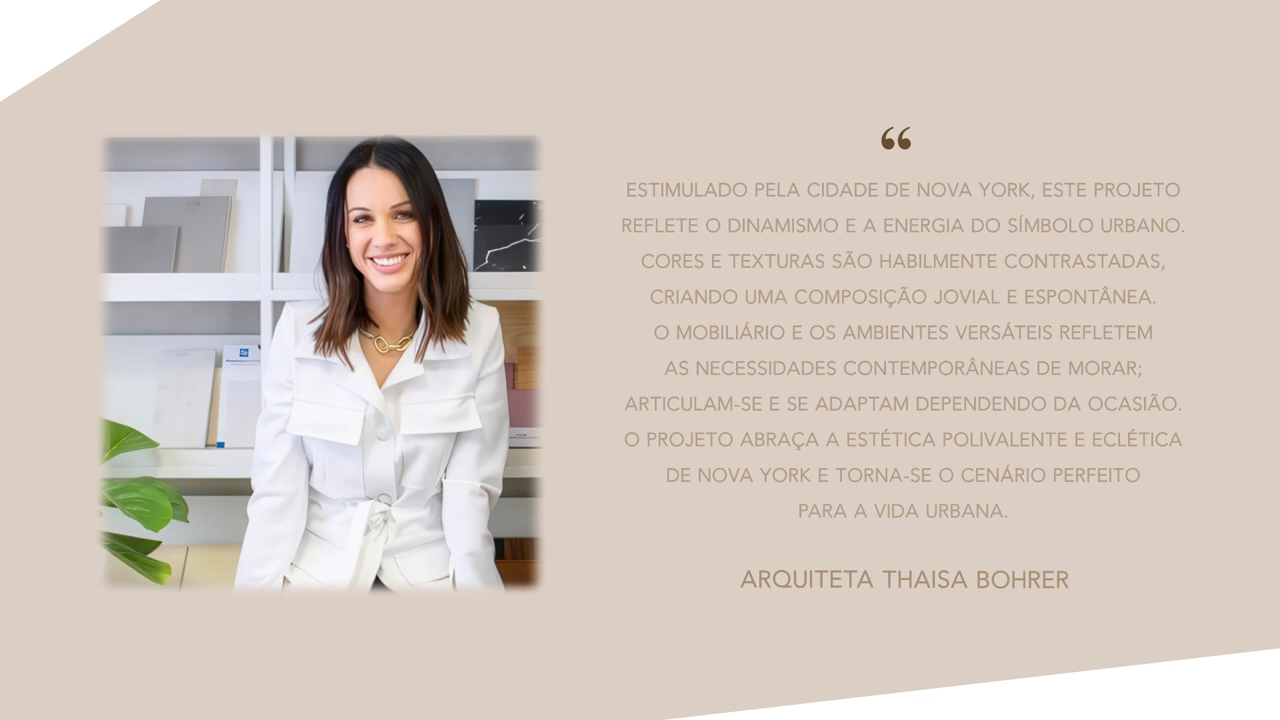 “
ESTIMULADO PELA CIDADE DE NOVA YORK, ESTE PROJETO
REFLETE O DINAMISMO E A ENERGIA DO SÍMBOLO URBANO.
CORES E TEXTURAS SÃO HABILMENTE CONTRASTADAS,
CRIANDO UMA COMPOSIÇÃO JOVIAL E ESPONTÂNEA.
O MOBILIÁRIO E OS AMBIENTES VERSÁTEIS REFLETEM
AS NECESSIDADES CONTEMPORÂNEAS DE MORAR;
ARTICULAM-SE E SE ADAPTAM DEPENDENDO DA OCASIÃO.
O PROJETO ABRAÇA A ESTÉTICA POLIVALENTE E ECLÉTICA
DE NOVA YORK E TORNA-SE O CENÁRIO PERFEITO
PARA A VIDA URBANA.
ARQUITETA THAISA BOHRER